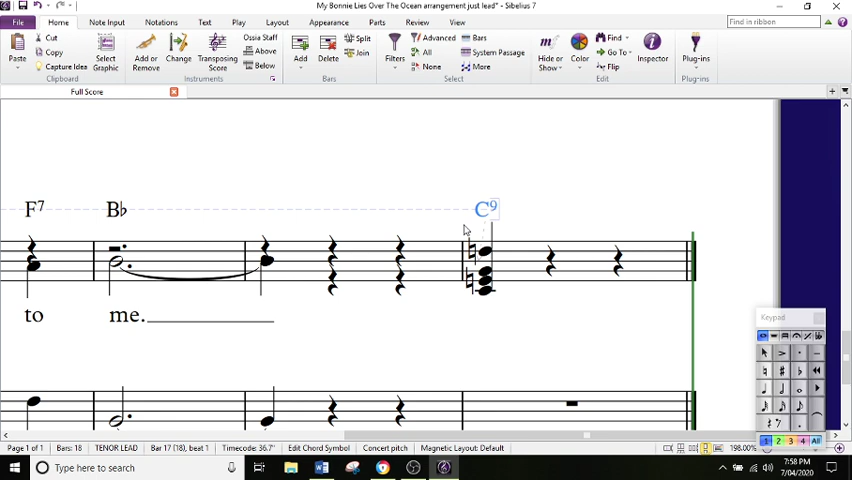 My Bonnie Lies Over The Ocean arrangement just lead* - Sibelius 7
File Home Note Input Notations Text Play Layout Appearance Parts Review View Find in ribbon
Cut Ossia Staff Split Advanced Bars Find
Paste Copy Select Graphic Add or Remove Change Transposing Score Above Join Add Delete Filters All System Passage Hide or Show Color Go To Inspector Plug-ins
Capture Idea Below None More Flip
Clipboard Instruments Bars Select Edit Plug-ins
Full Score
F7 B♭ C9
to me.
Keypad
1 2 3 4 All
Page 1 of 1 Bars: 18 TENOR LEAD Bar 17 (18), beat 1 Timecode: 36.7" Edit Chord Symbol Concert pitch Magnetic Layout: Default 198.00%
Type here to search
7:58 PM
7/04/2020